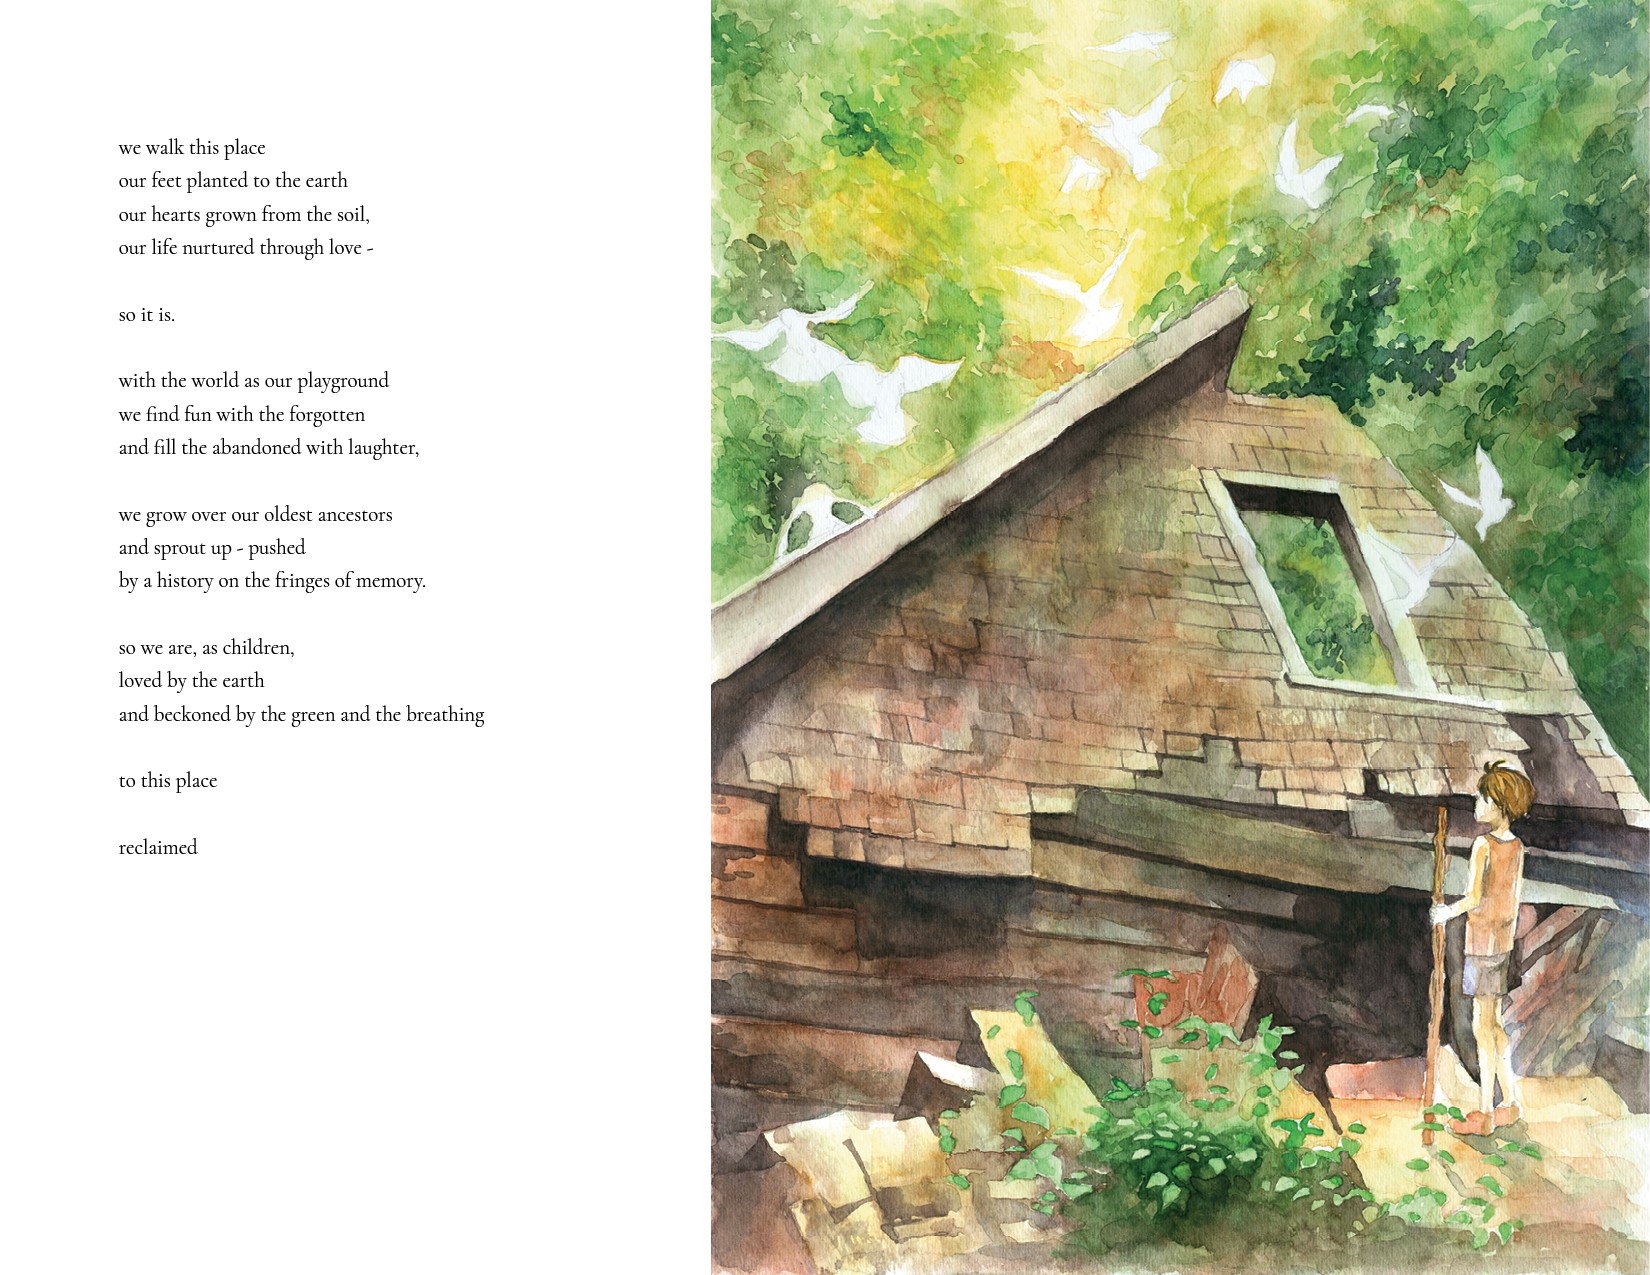 we walk this place
our feet planted to the earth
our hearts grown from the soil,
our life nurtured through love -
so it is.
with the world as our playground
we find fun with the forgotten
and fill the abandoned with laughter,
we grow over our oldest ancestors
and sprout up - pushed
by a history on the fringes of memory.
so we are, as children,
loved by the earth
and beckoned by the green and the breathing
to this place
reclaimed